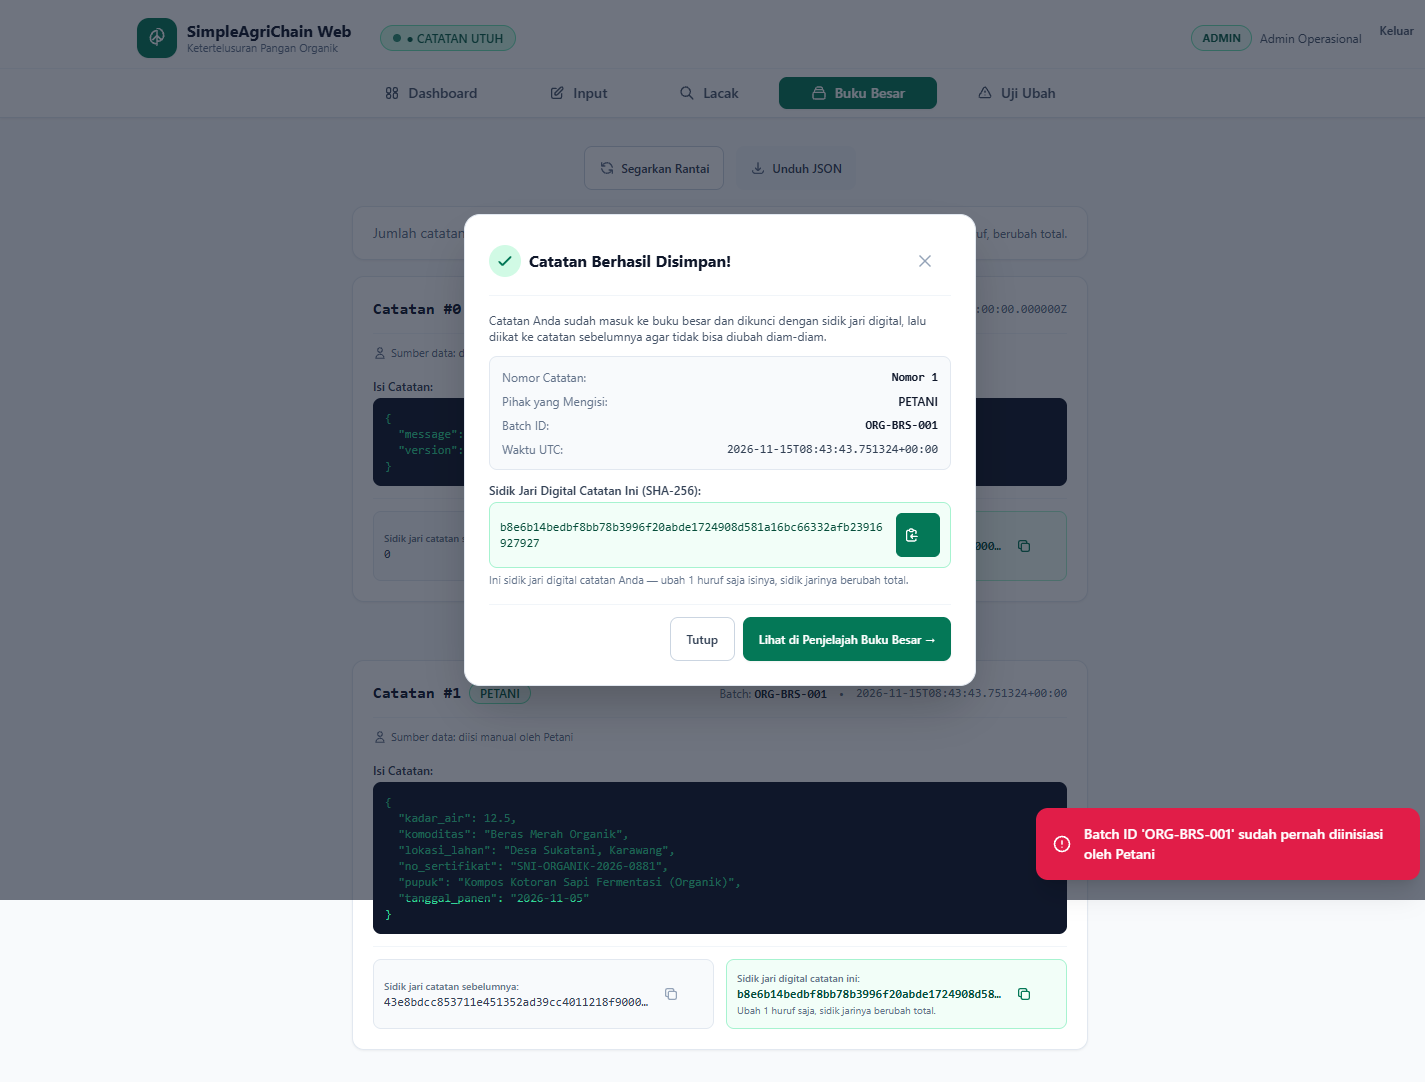 SimpleAgriChain Web
Ketertelusuran Pangan Organik
● CATATAN UTUH
ADMIN
Admin Operasional
Keluar
Dashboard
Input
Lacak
Buku Besar
Uji Ubah
Segarkan Rantai
Unduh JSON
Jumlah catatan
uf, berubah total.
Catatan Berhasil Disimpan!
Catatan Anda sudah masuk ke buku besar dan dikunci dengan sidik jari digital, lalu
diikat ke catatan sebelumnya agar tidak bisa diubah diam-diam.
Nomor Catatan: Nomor 1
Pihak yang Mengisi: PETANI
Batch ID: ORG-BRS-001
Waktu UTC: 2026-11-15T08:43:43.751324+00:00
Sidik Jari Digital Catatan Ini (SHA-256):
b8e6b14bedbf8bb78b3996f20abde1724908d581a16bc66332afb23916
927927
Ini sidik jari digital catatan Anda — ubah 1 huruf saja isinya, sidik jarinya berubah total.
Tutup
Lihat di Penjelajah Buku Besar →
Catatan #0
:00:00.000000Z
Sumber data: d
Isi Catatan:
{
"message":
"version":
}
Sidik jari catatan s
0
000…
Catatan #1 PETANI Batch: ORG-BRS-001 • 2026-11-15T08:43:43.751324+00:00
Sumber data: diisi manual oleh Petani
Isi Catatan:
{
"kadar_air": 12.5,
"komoditas": "Beras Merah Organik",
"lokasi_lahan": "Desa Sukatani, Karawang",
"no_sertifikat": "SNI-ORGANIK-2026-0881",
"pupuk": "Kompos Kotoran Sapi Fermentasi (Organik)",
"tanggal_panen": "2026-11-05"
}
Batch ID 'ORG-BRS-001' sudah pernah diinisiasi
oleh Petani
Sidik jari catatan sebelumnya:
43e8bdcc853711e451352ad39cc4011218f9000…
Sidik jari digital catatan ini:
b8e6b14bedbf8bb78b3996f20abde1724908d58…
Ubah 1 huruf saja, sidik jarinya berubah total.